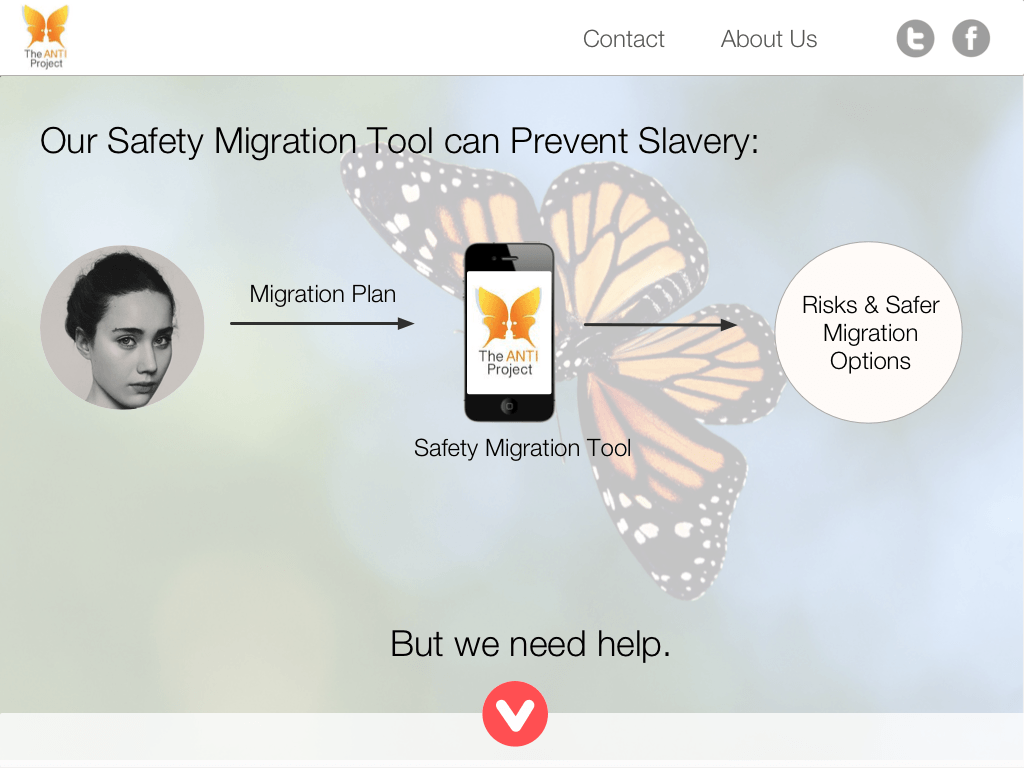 The ANTI
Project
Contact
About Us
Our Safety Migration Tool can Prevent Slavery:
Migration Plan
The ANTI
Project
Risks & Safer
Migration
Options
Safety Migration Tool
But we need help.